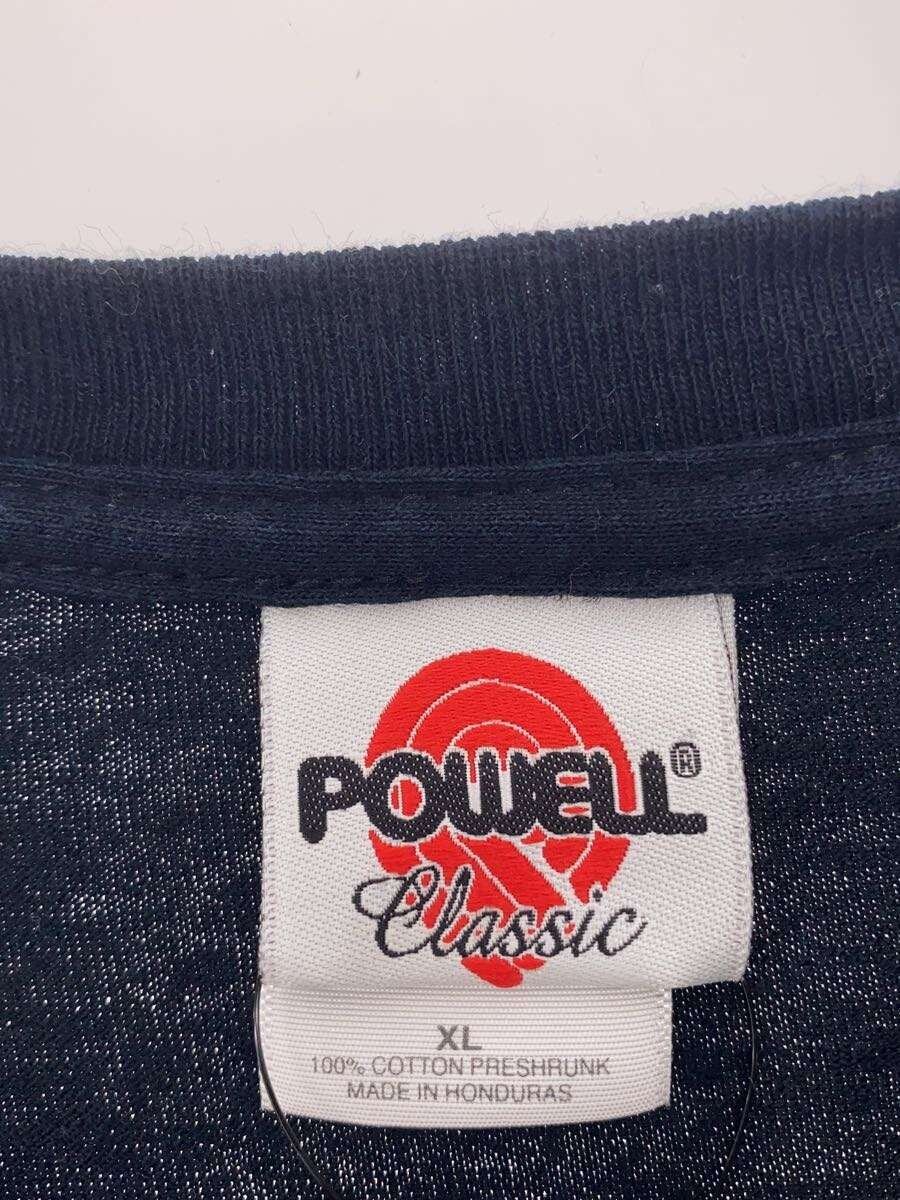 POWELL®
Classic
XL
100% COTTON PRESHRUNK
MADE IN HONDURAS